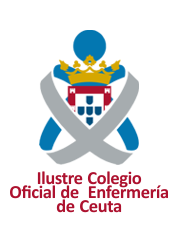 Ilustre Colegio
Oficial de Enfermería
de Ceuta